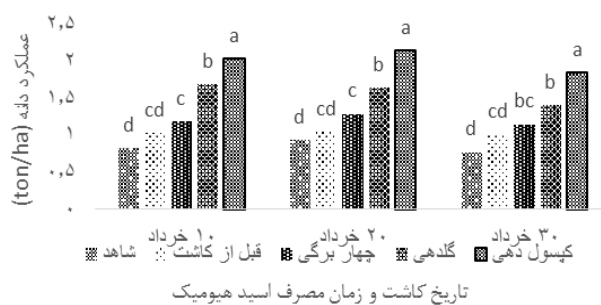 عملکرد دانه (ton/ha)
۲٫۵
۲
۱٫۵
۱
۰٫۵
۰
d cd c b a
d cd c b a
d cd bc b a
۱۰ خرداد ۲۰ خرداد ۳۰ خرداد
شاهد قبل از کاشت چهار برگی گلدهی کپسول دهی
تاریخ کاشت و زمان مصرف اسید هیومیک